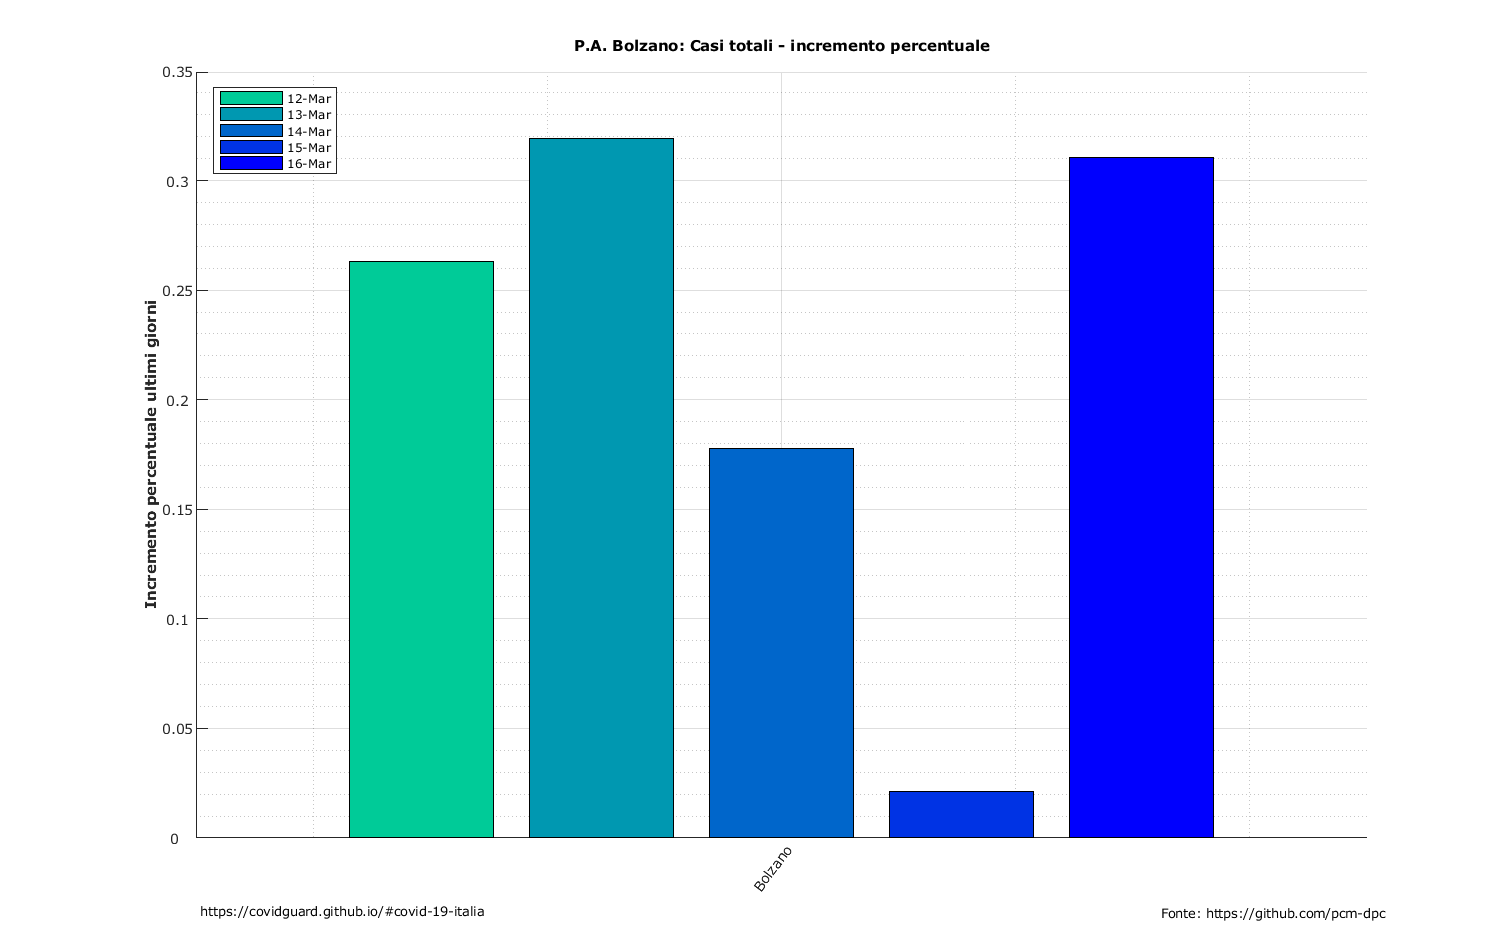 P.A. Bolzano: Casi totali - incremento percentuale
0.35
0.3
0.25
0.2
0.15
0.1
0.05
0
Incremento percentuale ultimi giorni
12-Mar
13-Mar
14-Mar
15-Mar
16-Mar
Bolzano
https://covidguard.github.io/#covid-19-italia
Fonte: https://github.com/pcm-dpc